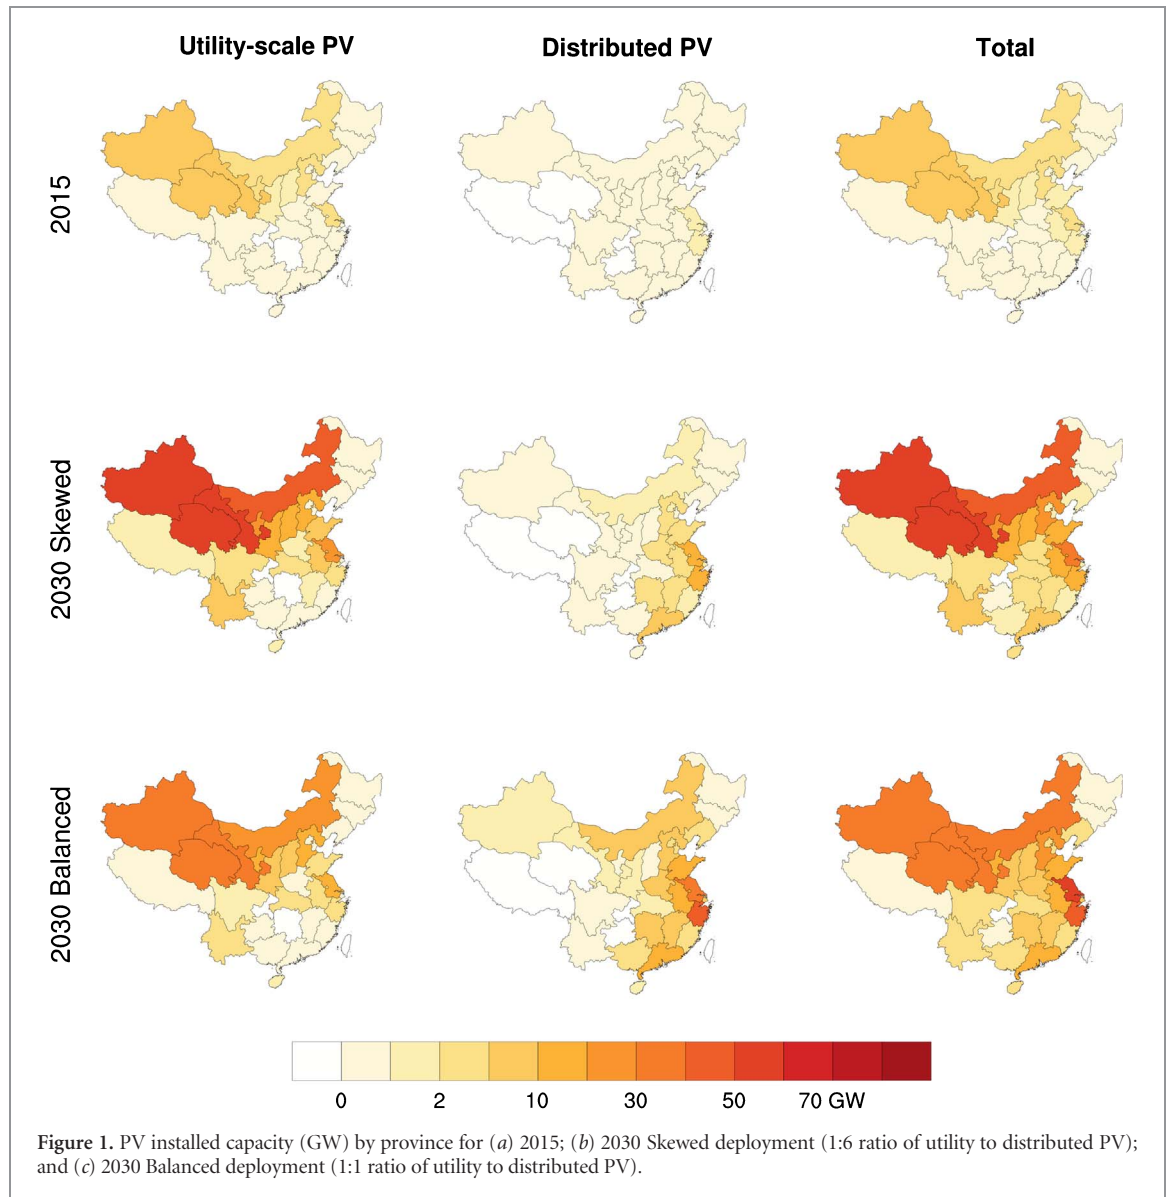 Utility-scale PV Distributed PV Total
2015
2030 Skewed
2030 Balanced
0 2 10 30 50 70 GW
Figure 1. PV installed capacity (GW) by province for (a) 2015; (b) 2030 Skewed deployment (1:6 ratio of utility to distributed PV);
and (c) 2030 Balanced deployment (1:1 ratio of utility to distributed PV).